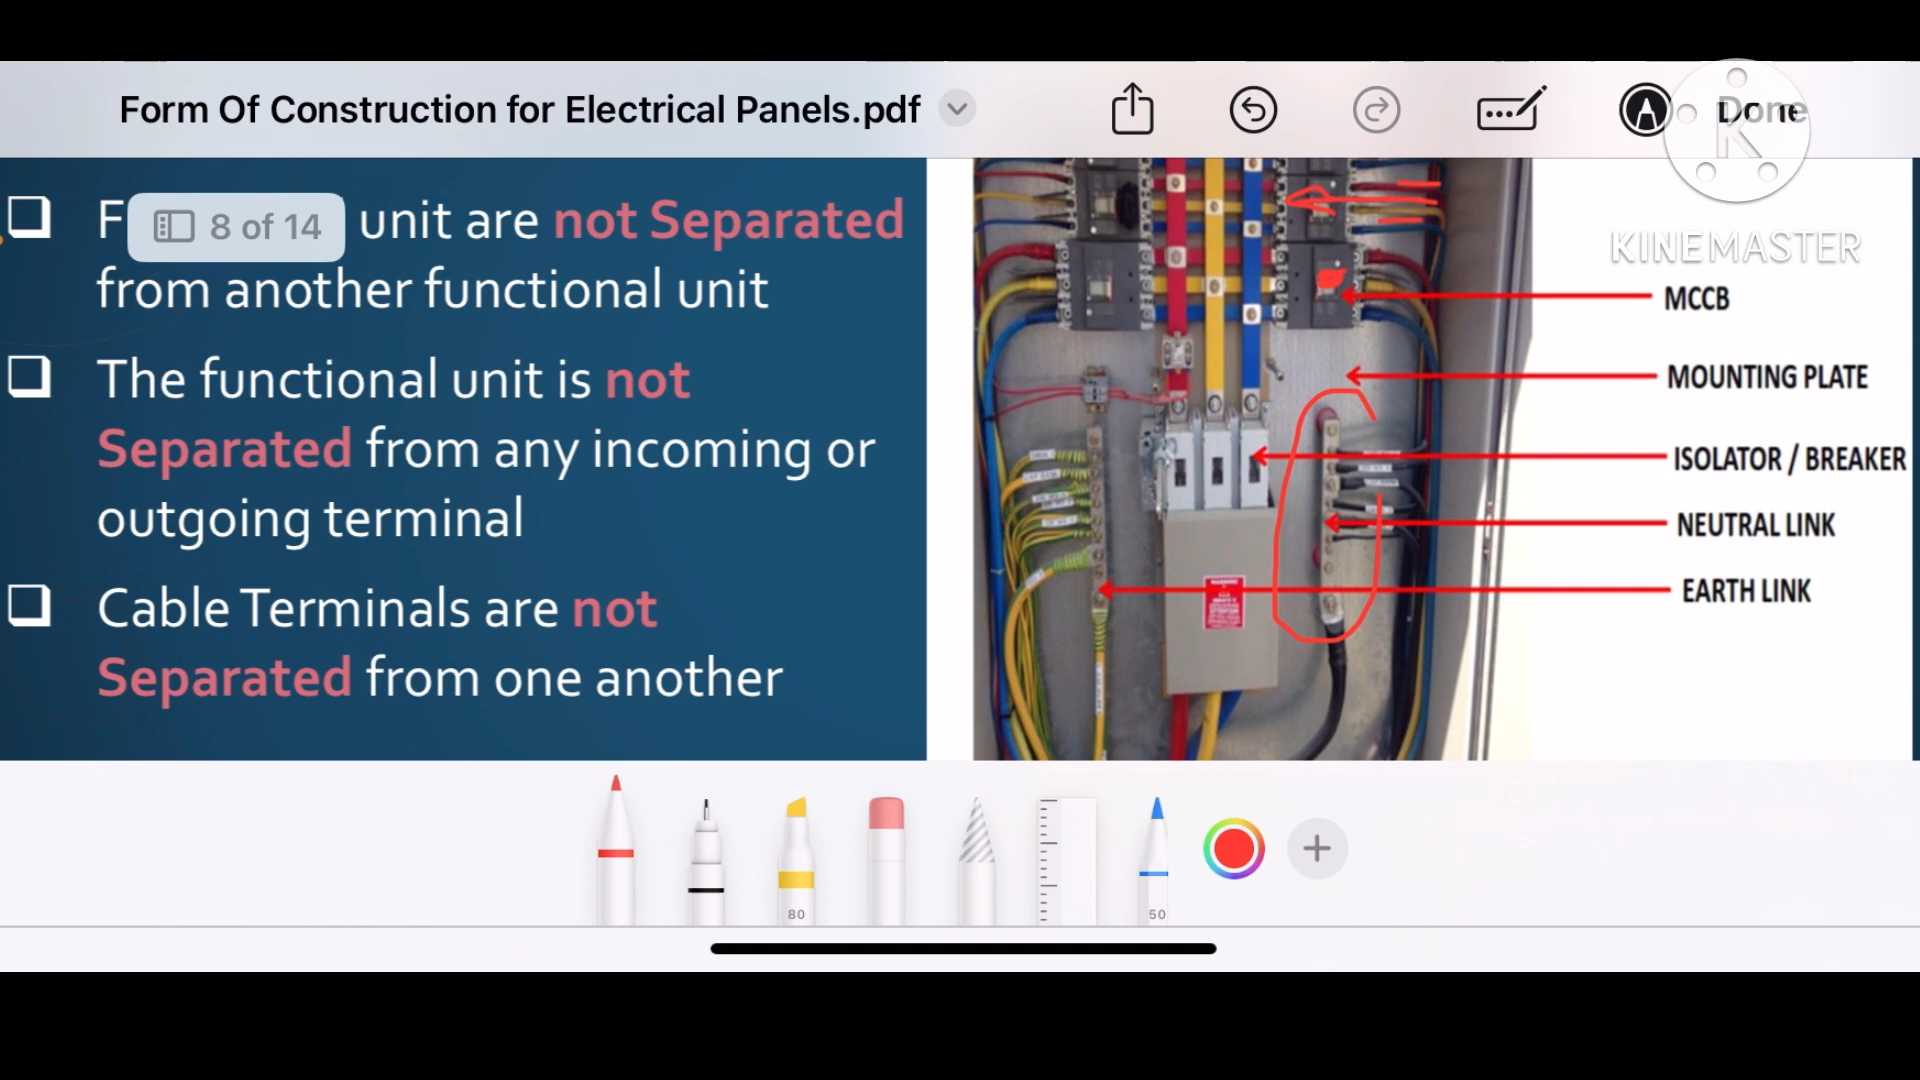 Form Of Construction for Electrical Panels.pdf
Done
KINEMASTER
8 of 14
unit are not Separated
from another functional unit
The functional unit is not
Separated from any incoming or
outgoing terminal
Cable Terminals are not
Separated from one another
MCCB
MOUNTING PLATE
ISOLATOR / BREAKER
NEUTRAL LINK
EARTH LINK
80
50